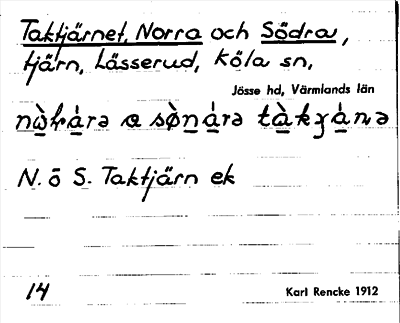 Taktjärnet, Norra och Södra,
tjärn, Lässerud, Köla sn,
Jösse hd, Värmlands län
N. ö S. Taktjärn ek
14
Karl Rencke 1912